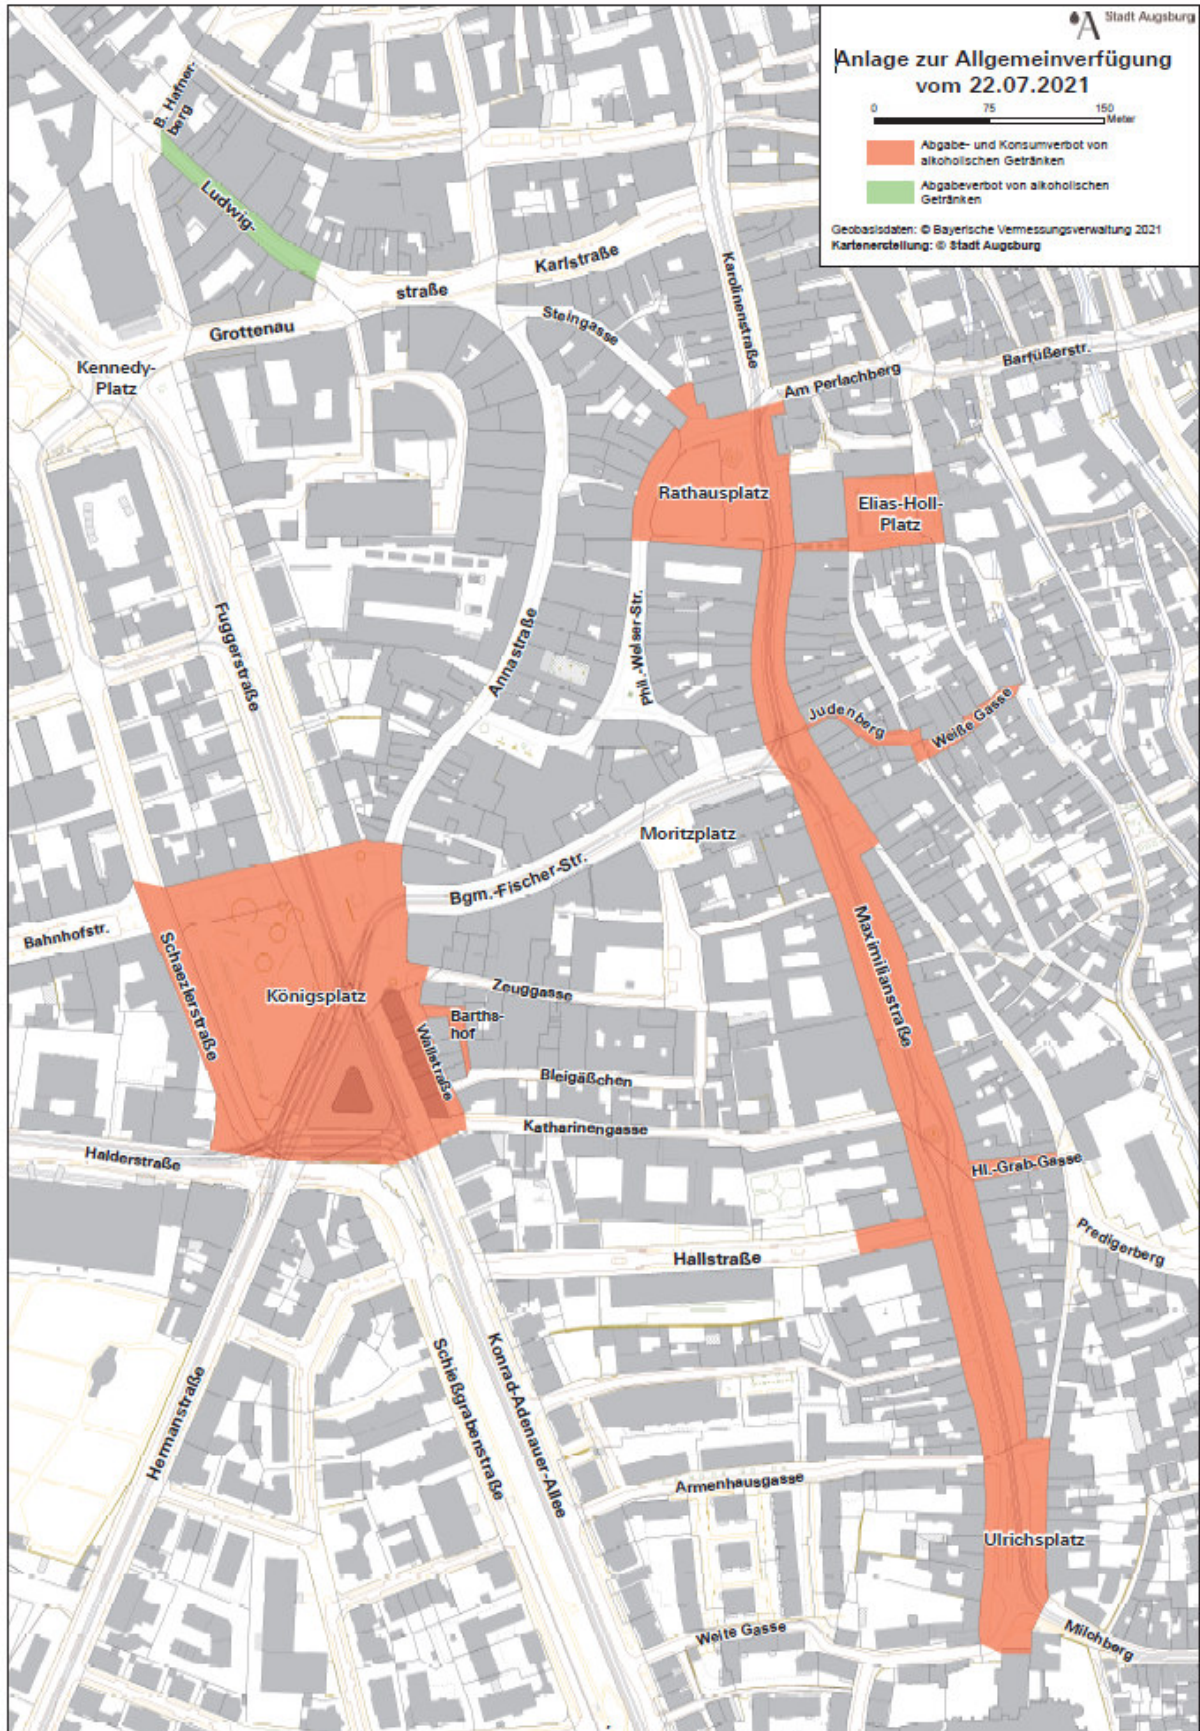 Stadt Augsburg
Anlage zur Allgemeinverfügung
vom 22.07.2021
0 75 150
Meter
Abgabe- und Konsumverbot von
alkoholischen Getränken
Abgabeverbot von alkoholischen
Getränken
Geobasisdaten: © Bayerische Vermessungsverwaltung 2021
Kartenerstellung: © Stadt Augsburg
B. Hafner-
berg
Ludwig-
straße
Karlstraße
Grottenau
Steingasse
Karolinenstraße
Kennedy-
Platz
Am Perlachberg
Barfüßerstr.
Rathausplatz
Elias-Holl-
Platz
Fuggerstraße
Annastraße
Phil.-Welser-Str.
Judenberg
Weiße Gasse
Moritzplatz
Bgm.-Fischer-Str.
Bahnhofstr.
Schaezlerstraße
Königsplatz
Zeuggasse
Barths-
hof
Wallstraße
Bleigäßchen
Katharinengasse
Maximilianstraße
Halderstraße
Hl.-Grab-Gasse
Hallstraße
Predigerberg
Hermanstraße
Schießgrabenstraße
Konrad-Adenauer-Allee
Armenhausgasse
Ulrichsplatz
Weite Gasse
Milchberg